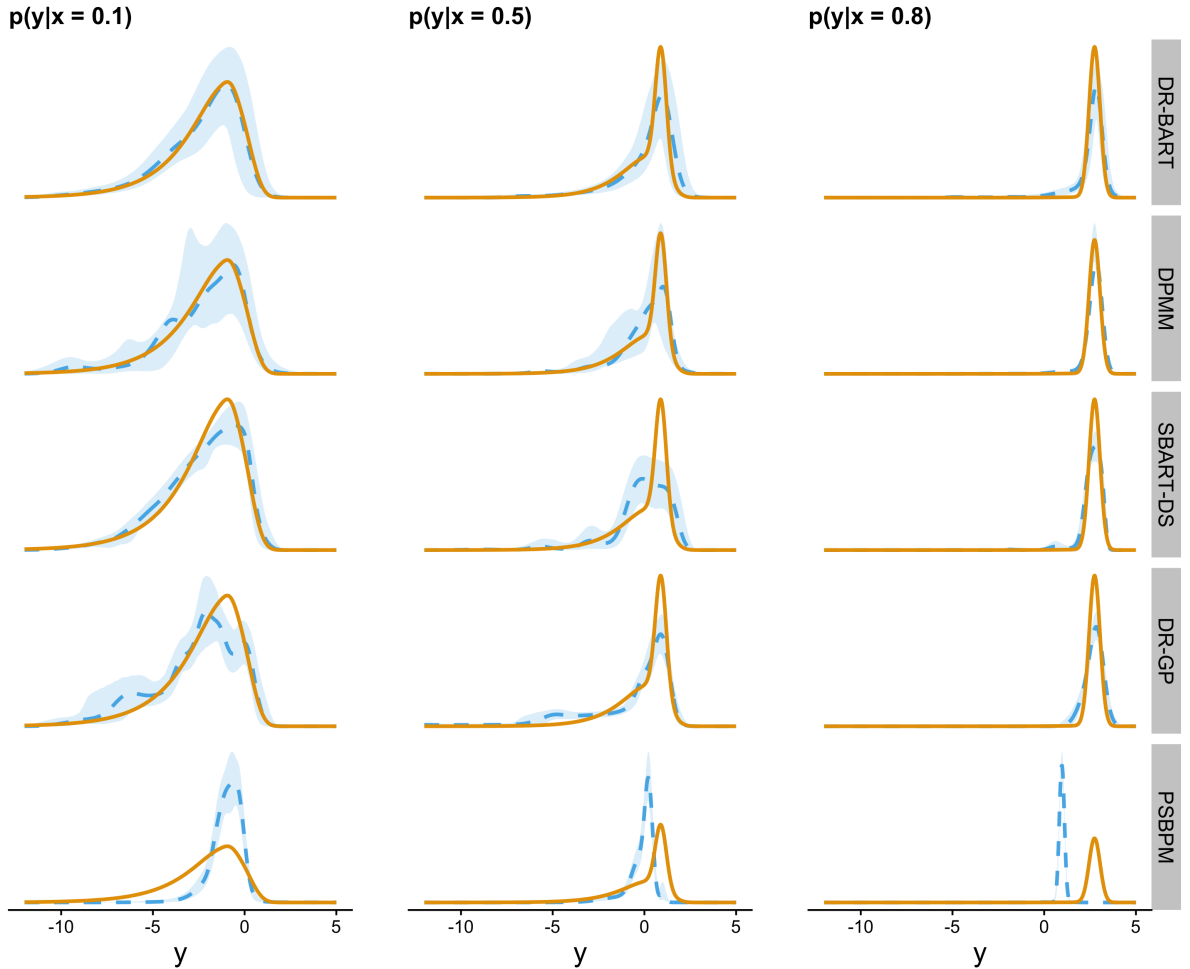 p(y|x = 0.1) p(y|x = 0.5) p(y|x = 0.8)
DR-BART
DPMM
SBART-DS
DR-GP
PSBPM
-10 -5 0 5 -10 -5 0 5 -10 -5 0 5
y y y